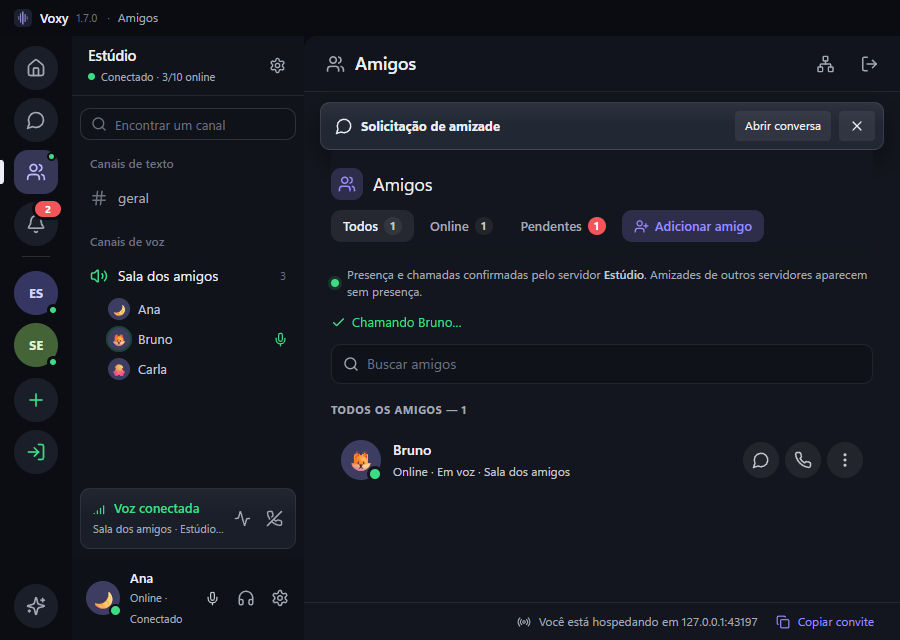 Voxy 1.7.0 · Amigos
Estúdio
Conectado · 3/10 online
Amigos
Encontrar um canal
Solicitação de amizade
Abrir conversa
Canais de texto
geral
Amigos
2
Todos 1
Online 1
Pendentes 1
Adicionar amigo
Canais de voz
Sala dos amigos 3
Presença e chamadas confirmadas pelo servidor Estúdio. Amizades de outros servidores aparecem
sem presença.
ES
Ana
Chamando Bruno...
Bruno
SE
Carla
Buscar amigos
TODOS OS AMIGOS — 1
Bruno
Online · Em voz · Sala dos amigos
Voz conectada
Sala dos amigos · Estúdio...
Ana
Online ·
Conectado
Você está hospedando em 127.0.0.1:43197
Copiar convite